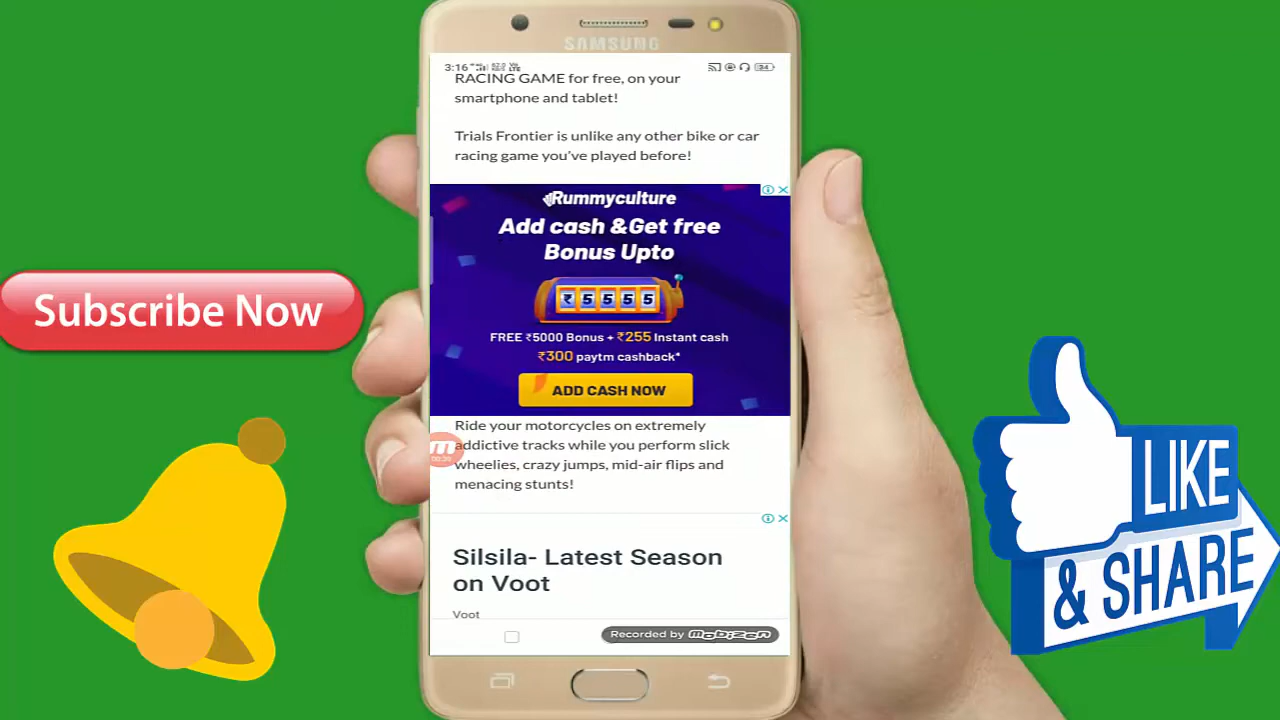 SAMSUNG
3:16
RACING GAME for free, on your
smartphone and tablet!
Trials Frontier is unlike any other bike or car
racing game you've played before!
Rummyculture
Add cash &Get free
Bonus Upto
₹5555
FREE ₹5000 Bonus + ₹255 Instant cash
₹300 paytm cashback*
ADD CASH NOW
Ride your motorcycles on extremely
addictive tracks while you perform slick
wheelies, crazy jumps, mid-air flips and
menacing stunts!
Silsila- Latest Season
on Voot
Voot
Recorded by mobizen
Subscribe Now
LIKE
& SHARE